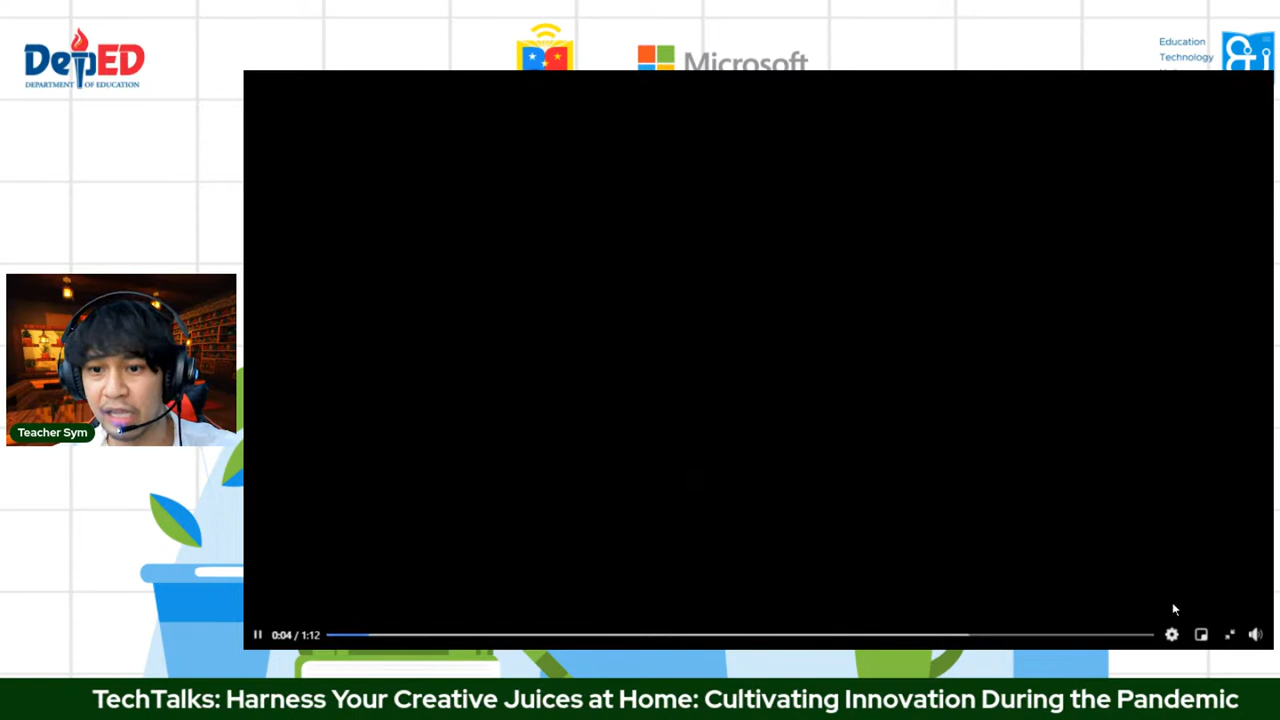 DepED
DEPARTMENT OF EDUCATION
Microsoft
Education
Technology
Teacher Sym
0:04 / 1:12
TechTalks: Harness Your Creative Juices at Home: Cultivating Innovation During the Pandemic